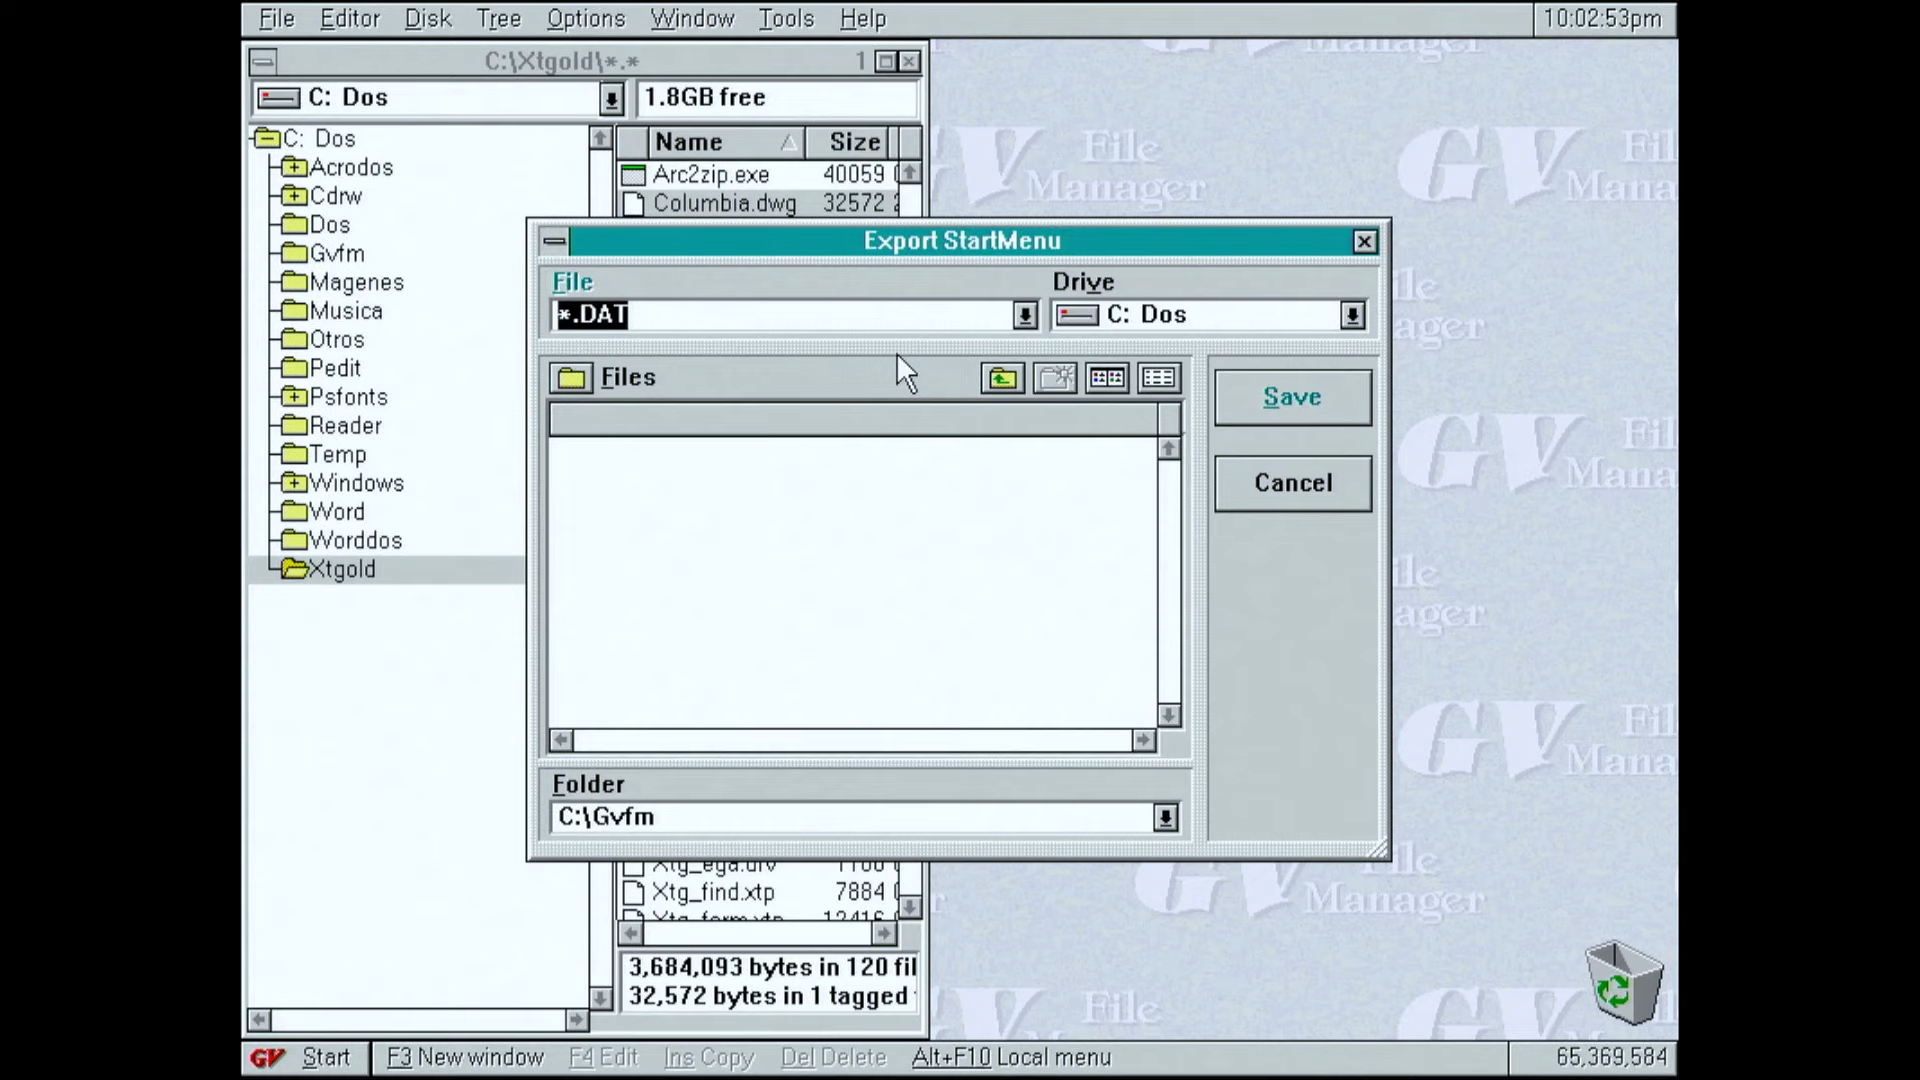 File Editor Disk Tree Options Window Tools Help 10:02:53pm
C:\Xtgold\*.* 1
C: Dos 1.8GB free
C: Dos
Acrodos
Cdrw
Dos
Gvfm
Magenes
Musica
Otros
Pedit
Psfonts
Reader
Temp
Windows
Word
Worddos
Xtgold
Name Size
Arc2zip.exe 40059
Columbia.dwg 32572
Export StartMenu
File Drive
*.DAT C: Dos
Files
Save
Cancel
Folder
C:\Gvfm
Xtg_find.xtp 7884
3,684,093 bytes in 120 fil
32,572 bytes in 1 tagged
GV File Manager
GV Start F3 New window F4 Edit Ins Copy Del Delete Alt+F10 Local menu 65,369,584